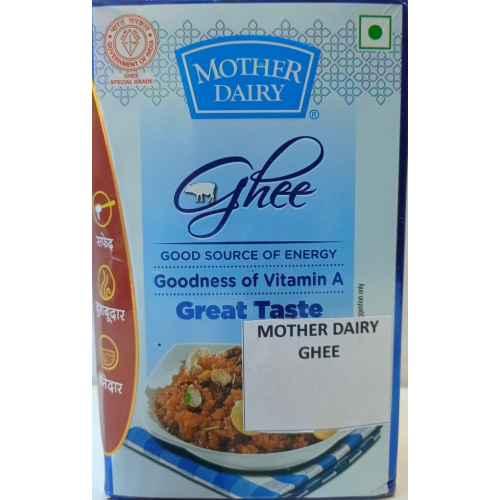 भारत सरकार
GOVERNMENT OF INDIA
GHEE
SPECIAL GRADE
MOTHER
DAIRY
®
Ghee
GOOD SOURCE OF ENERGY
Goodness of Vitamin A
Great Taste
सफेद
खुशबूदार
MOTHER DAIRY
GHEE